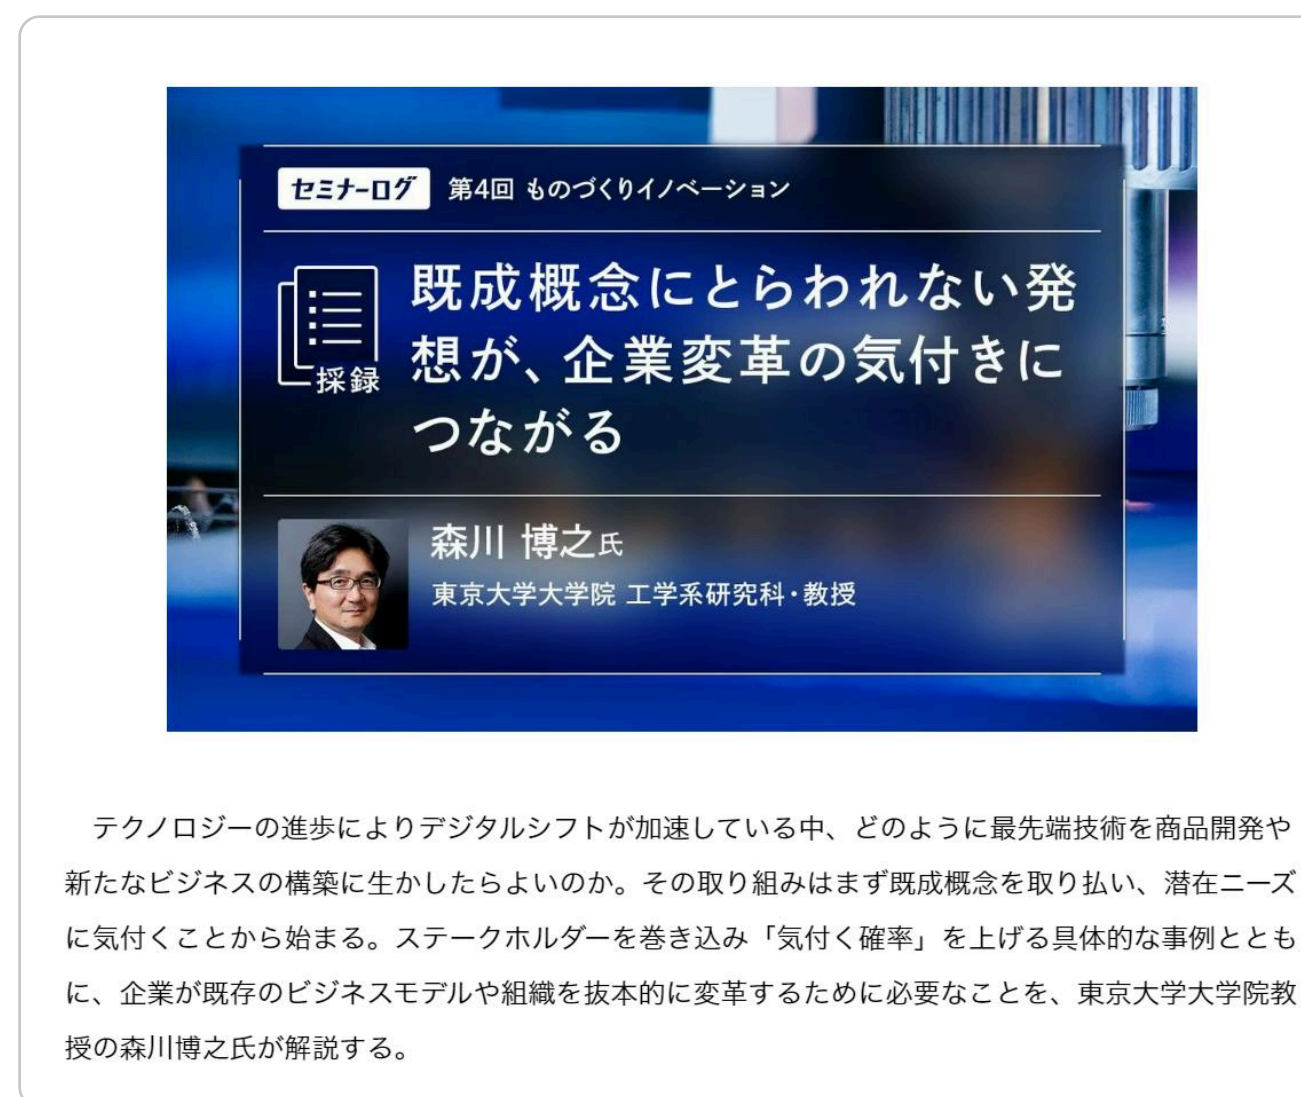 セミナーログ 第4回 ものづくりイノベーション
既成概念にとらわれない発
想が、企業変革の気付きに
つながる
採録
森川 博之氏
東京大学大学院 工学系研究科・教授
テクノロジーの進歩によりデジタルシフトが加速している中、どのように最先端技術を商品開発や
新たなビジネスの構築に生かしたらよいのか。その取り組みはまず既成概念を取り払い、潜在ニーズ
に気付くことから始まる。ステークホルダーを巻き込み「気付く確率」を上げる具体的な事例ととも
に、企業が既存のビジネスモデルや組織を抜本的に変革するために必要なことを、東京大学大学院教
授の森川博之氏が解説する。